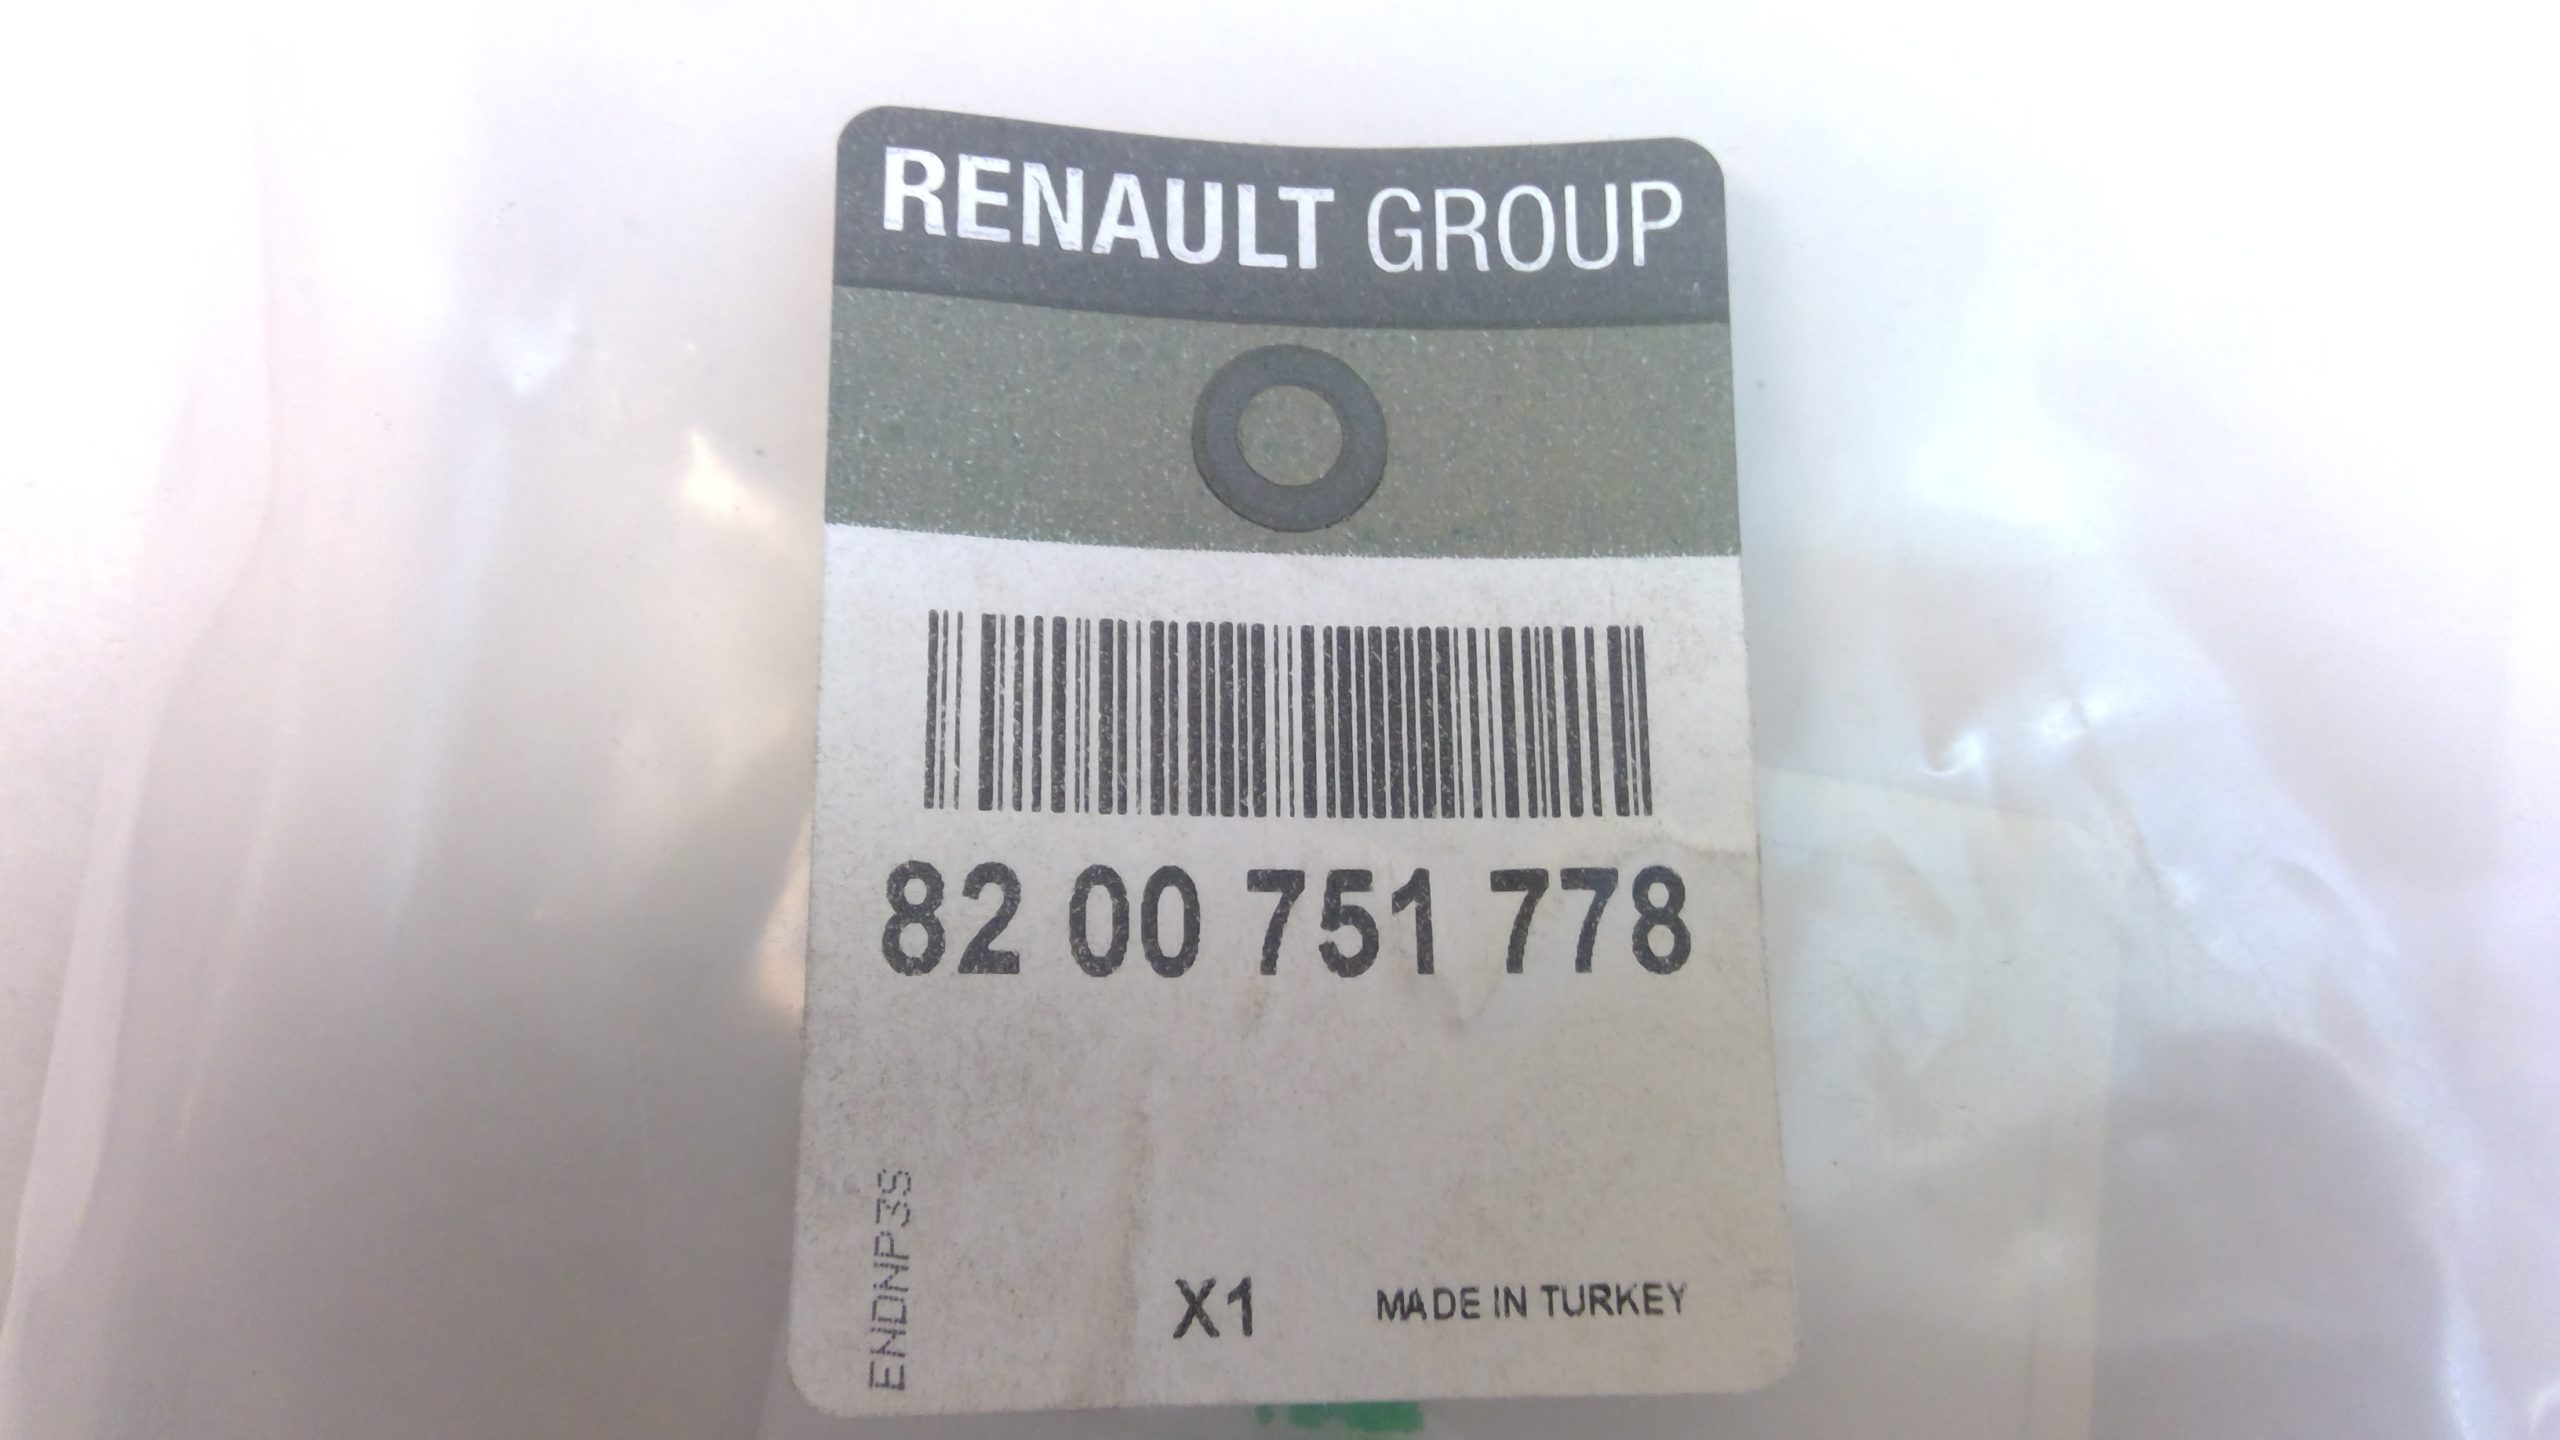 RENAULT GROUP
82 00 751 778
ENDNP3S
X1
MADE IN TURKEY